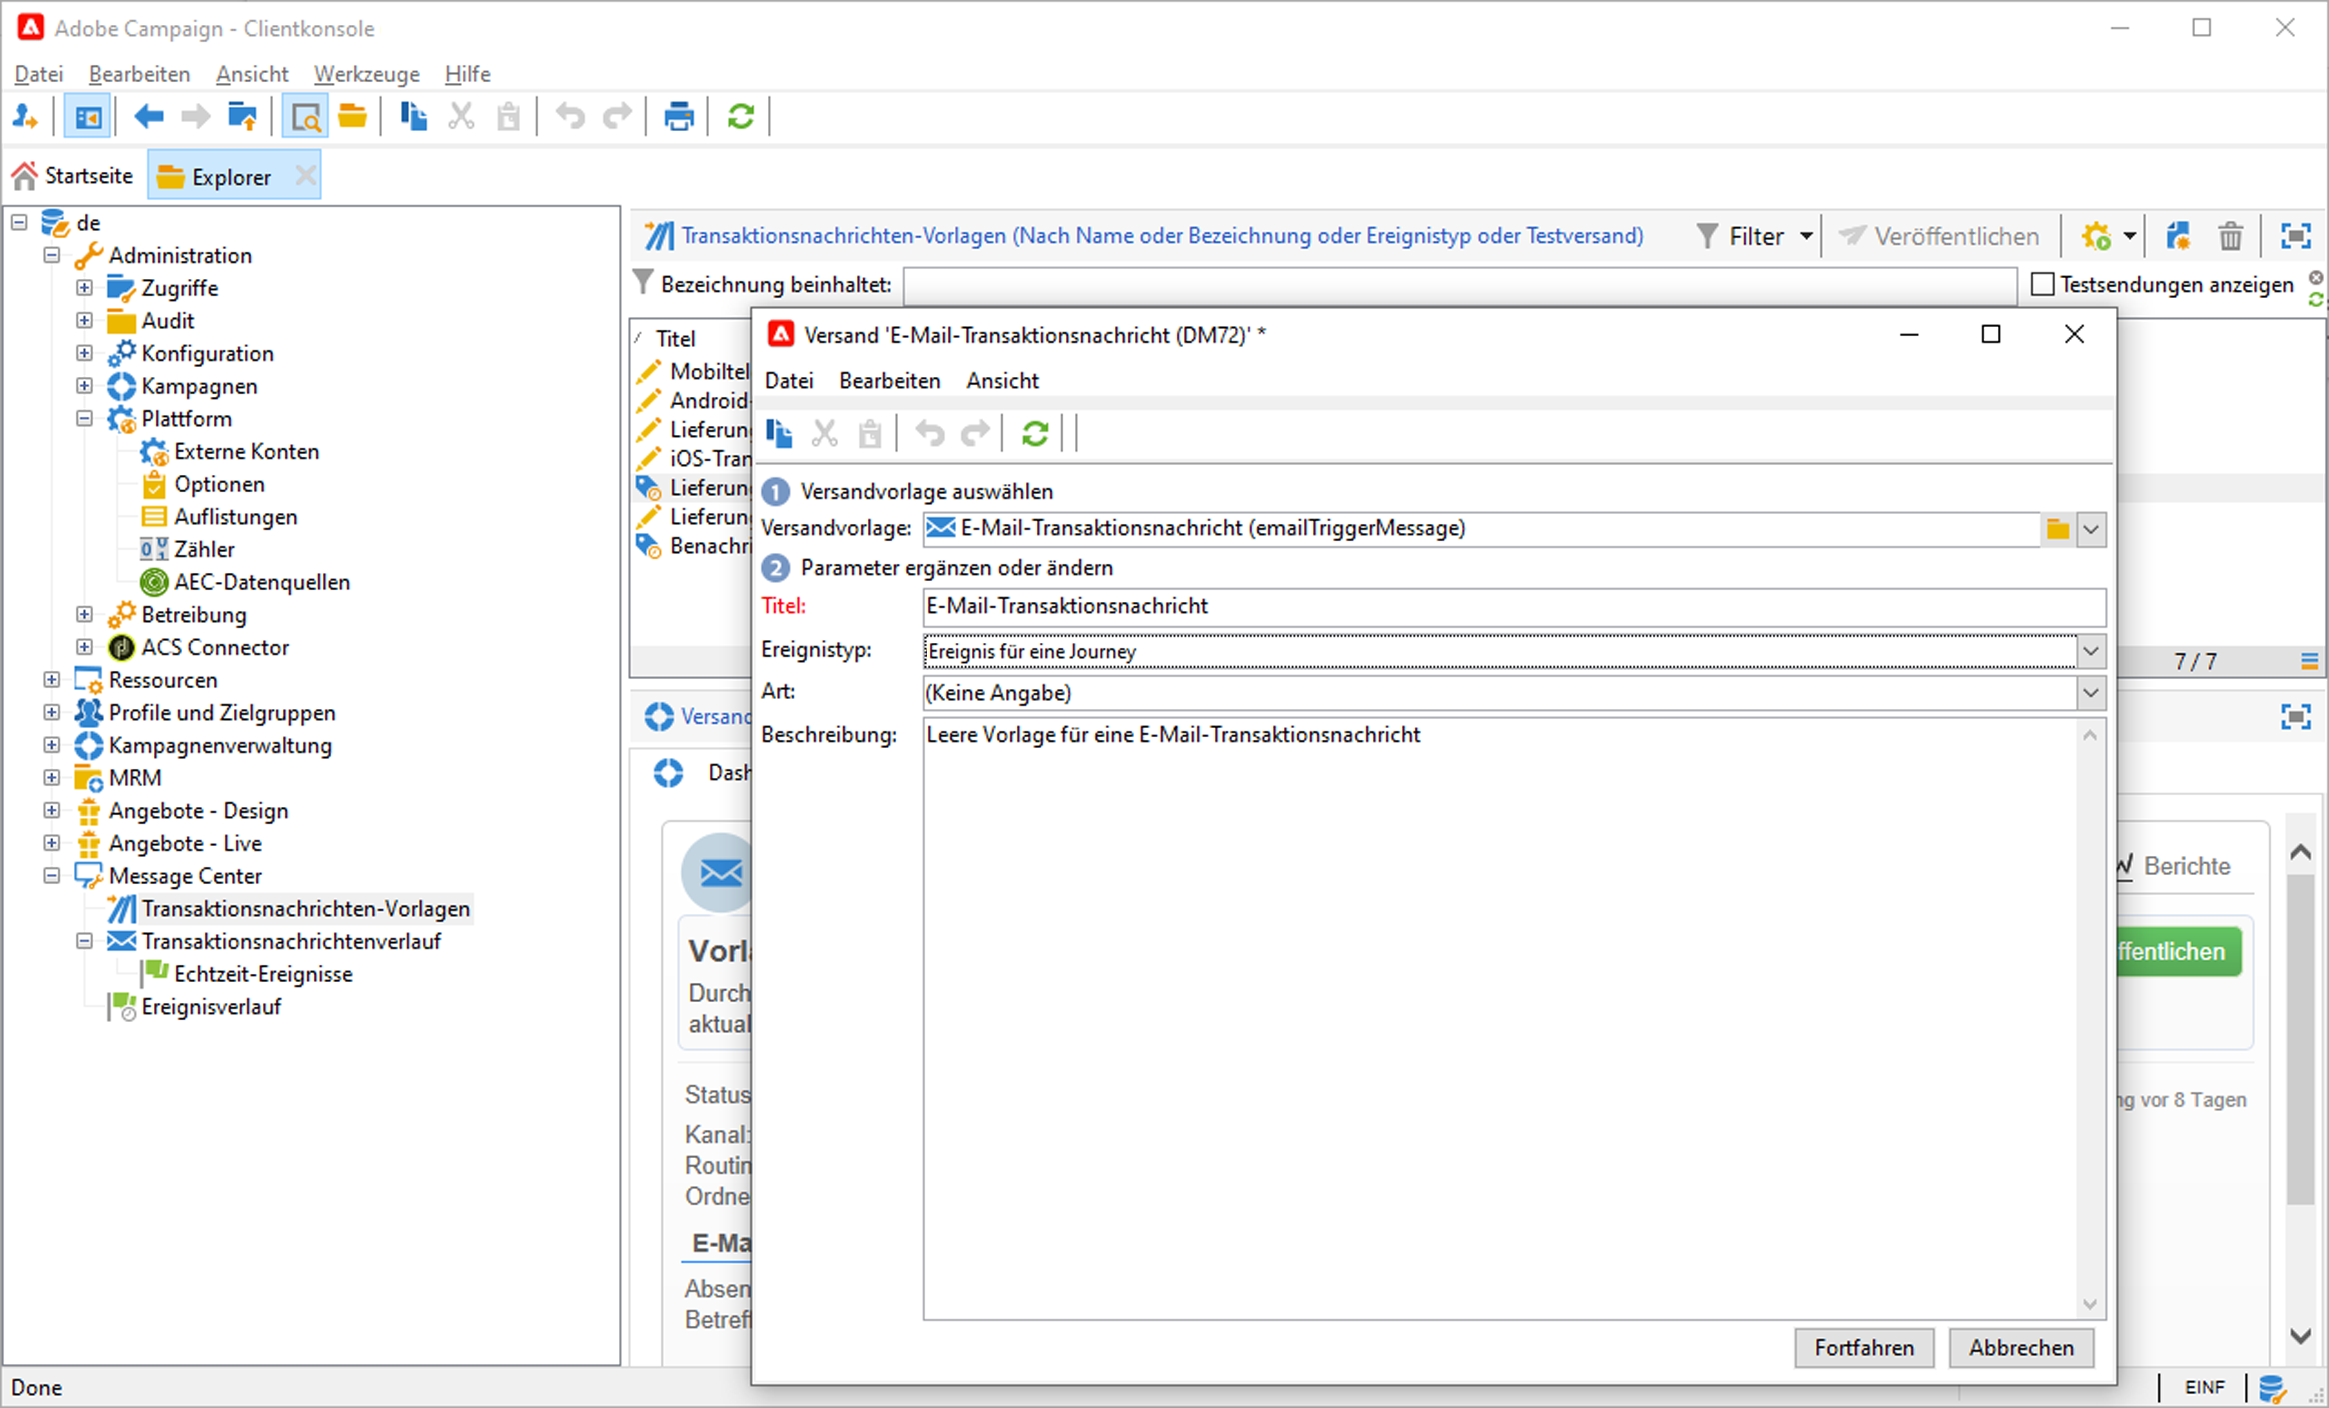 Adobe Campaign - Clientkonsole
Datei Bearbeiten Ansicht Werkzeuge Hilfe
Startseite Explorer
de
Administration
Zugriffe
Audit
Konfiguration
Kampagnen
Plattform
Externe Konten
Optionen
Auflistungen
Zähler
AEC-Datenquellen
Betreibung
ACS Connector
Ressourcen
Profile und Zielgruppen
Kampagnenverwaltung
MRM
Angebote - Design
Angebote - Live
Message Center
Transaktionsnachrichten-Vorlagen
Transaktionsnachrichtenverlauf
Echtzeit-Ereignisse
Ereignisverlauf
Transaktionsnachrichten-Vorlagen (Nach Name oder Bezeichnung oder Ereignistyp oder Testversand) Filter Veröffentlichen
Bezeichnung beinhaltet: Testsendungen anzeigen
Titel
Mobiltel
Android-
Lieferun
iOS-Tran
Lieferun
Lieferun
Benachri
7 / 7
Versand
Dash
Berichte
Vorla
ffentlichen
Durch
aktual
Status
ng vor 8 Tagen
Kanal:
Routin
Ordne
E-Ma
Absen
Betreff
Versand 'E-Mail-Transaktionsnachricht (DM72)' *
Datei Bearbeiten Ansicht
1 Versandvorlage auswählen
Versandvorlage: E-Mail-Transaktionsnachricht (emailTriggerMessage)
2 Parameter ergänzen oder ändern
Titel: E-Mail-Transaktionsnachricht
Ereignistyp: Ereignis für eine Journey
Art: (Keine Angabe)
Beschreibung: Leere Vorlage für eine E-Mail-Transaktionsnachricht
Fortfahren Abbrechen
Done EINF